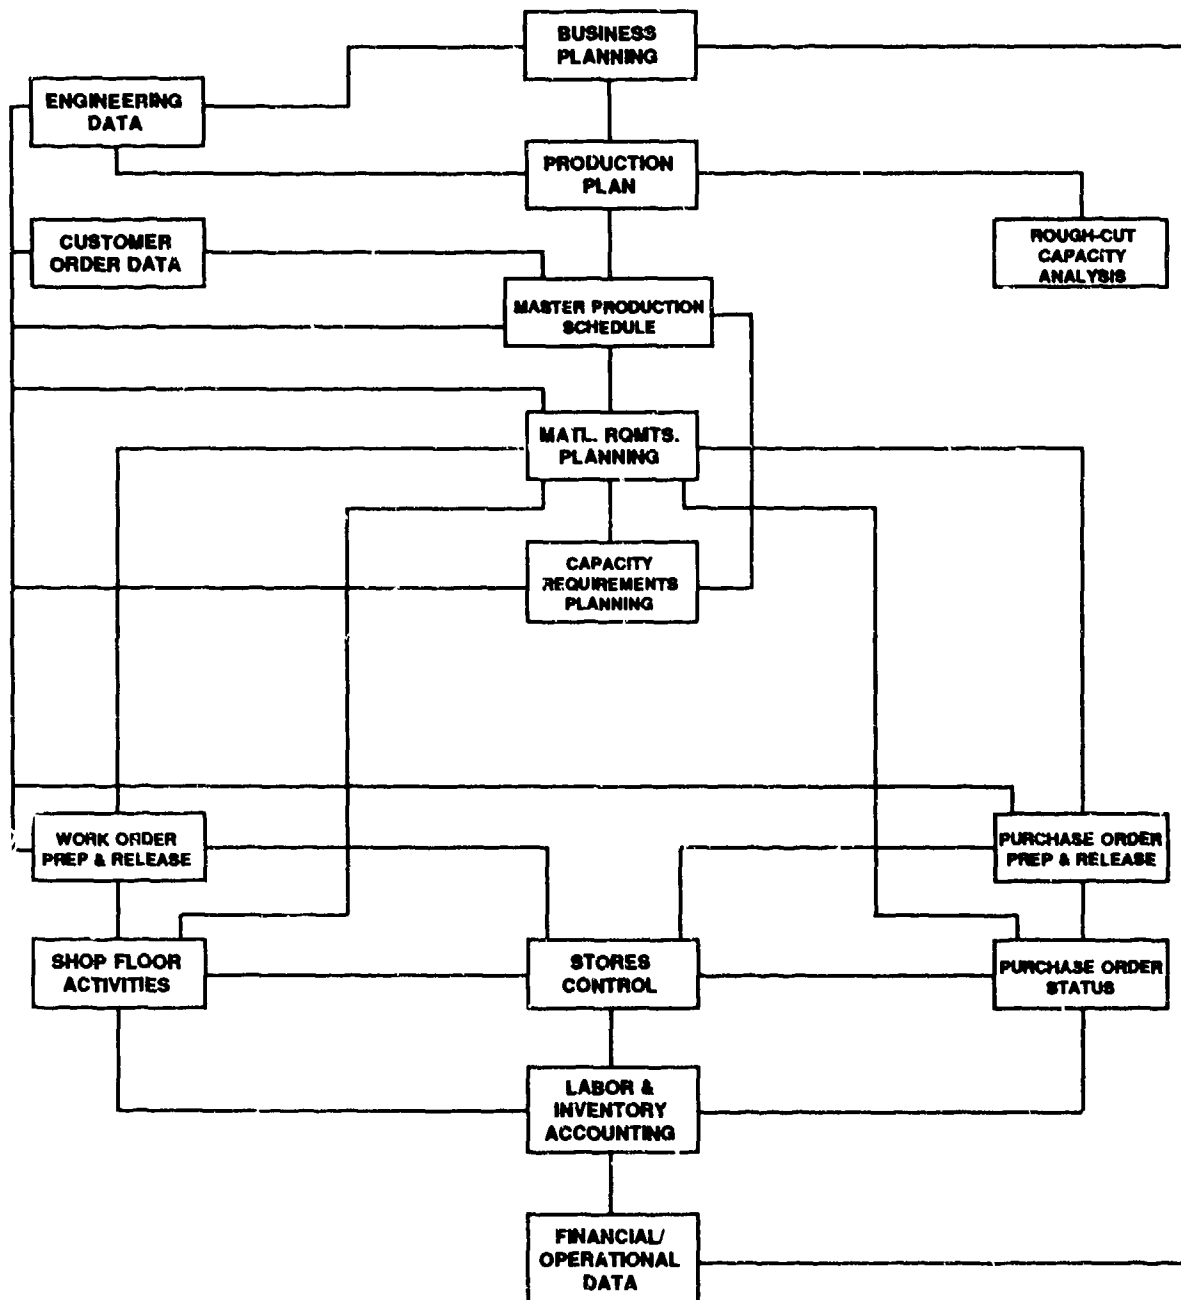 BUSINESS
PLANNING
ENGINEERING
DATA
PRODUCTION
PLAN
CUSTOMER
ORDER DATA
ROUGH-CUT
CAPACITY
ANALYSIS
MASTER PRODUCTION
SCHEDULE
MATL. RQMTS.
PLANNING
CAPACITY
REQUIREMENTS
PLANNING
WORK ORDER
PREP & RELEASE
PURCHASE ORDER
PREP & RELEASE
SHOP FLOOR
ACTIVITIES
STORES
CONTROL
PURCHASE ORDER
STATUS
LABOR &
INVENTORY
ACCOUNTING
FINANCIAL/
OPERATIONAL
DATA